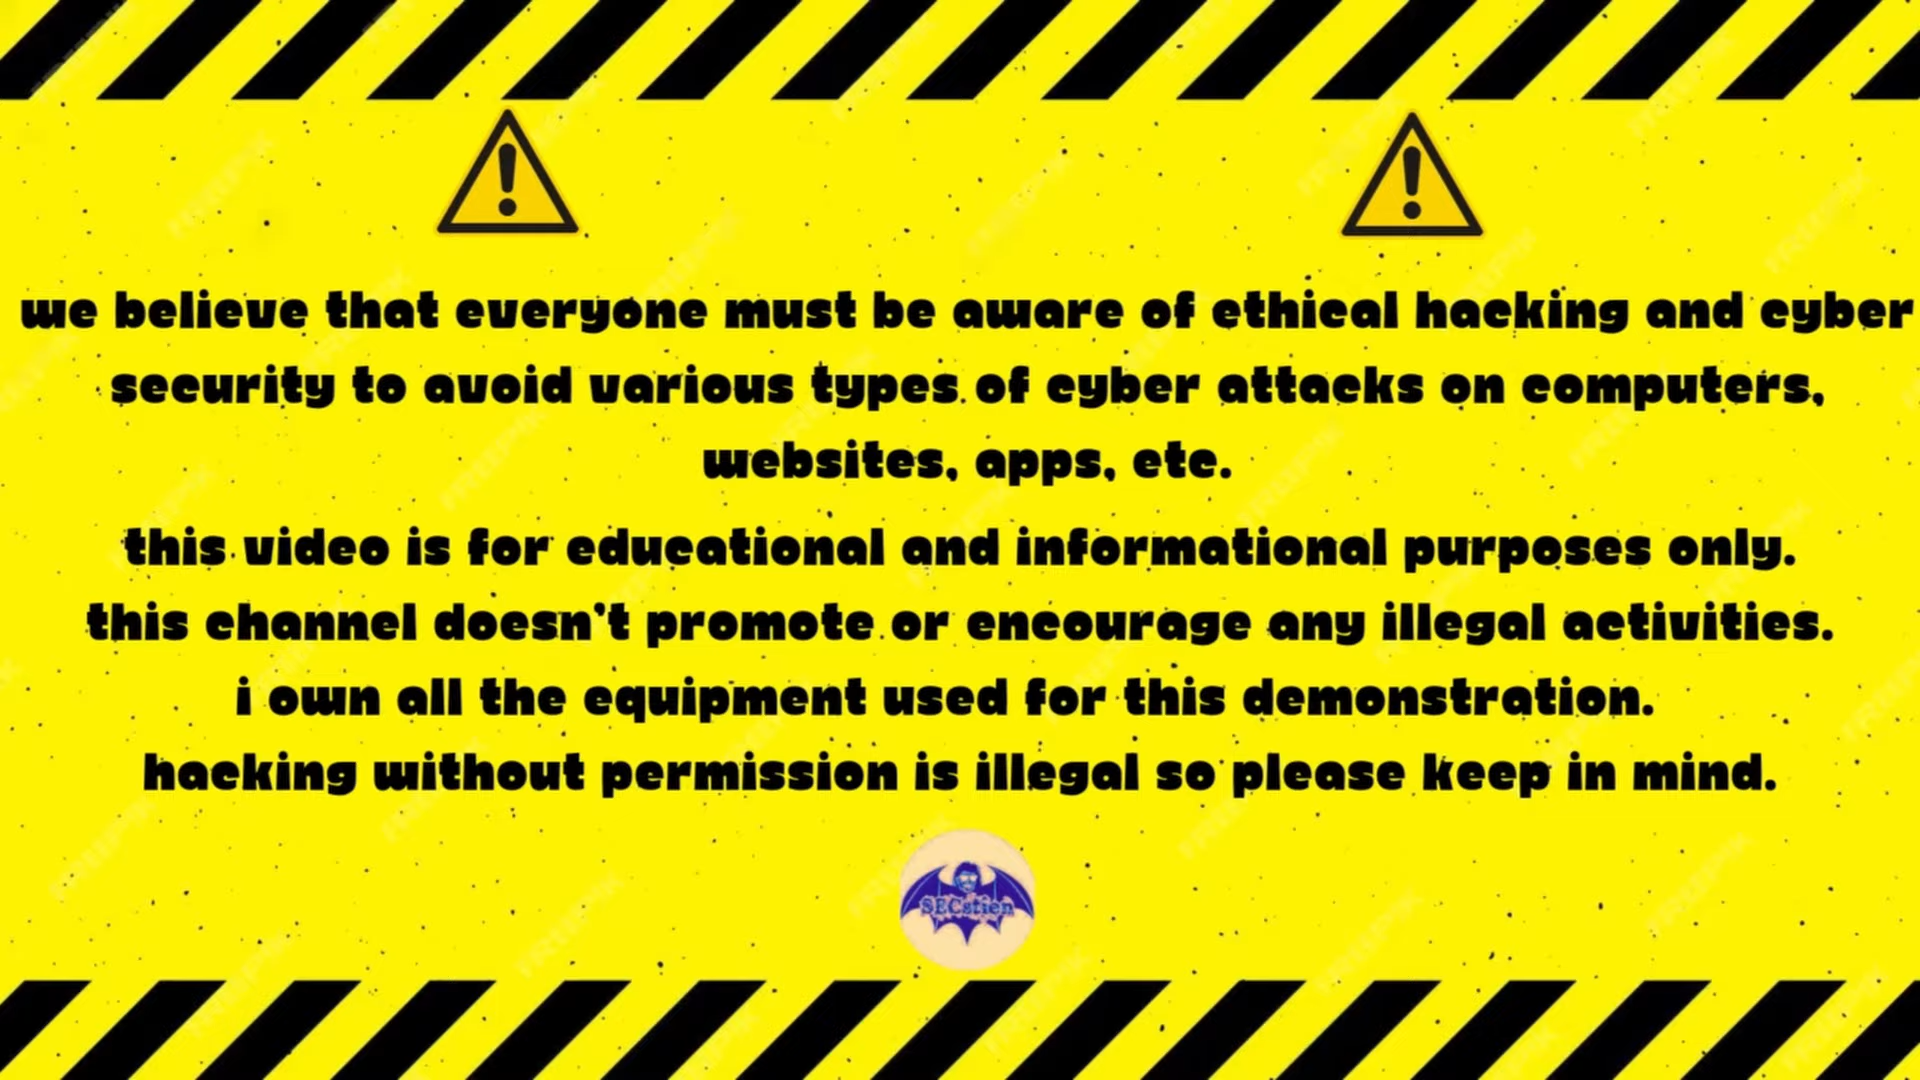 we believe that everyone must be aware of ethical hacking and cyber
security to avoid various types of cyber attacks on computers,
websites, apps, etc.
this video is for educational and informational purposes only.
this channel doesn't promote or encourage any illegal activities.
i own all the equipment used for this demonstration.
hacking without permission is illegal so please keep in mind.
SECstien